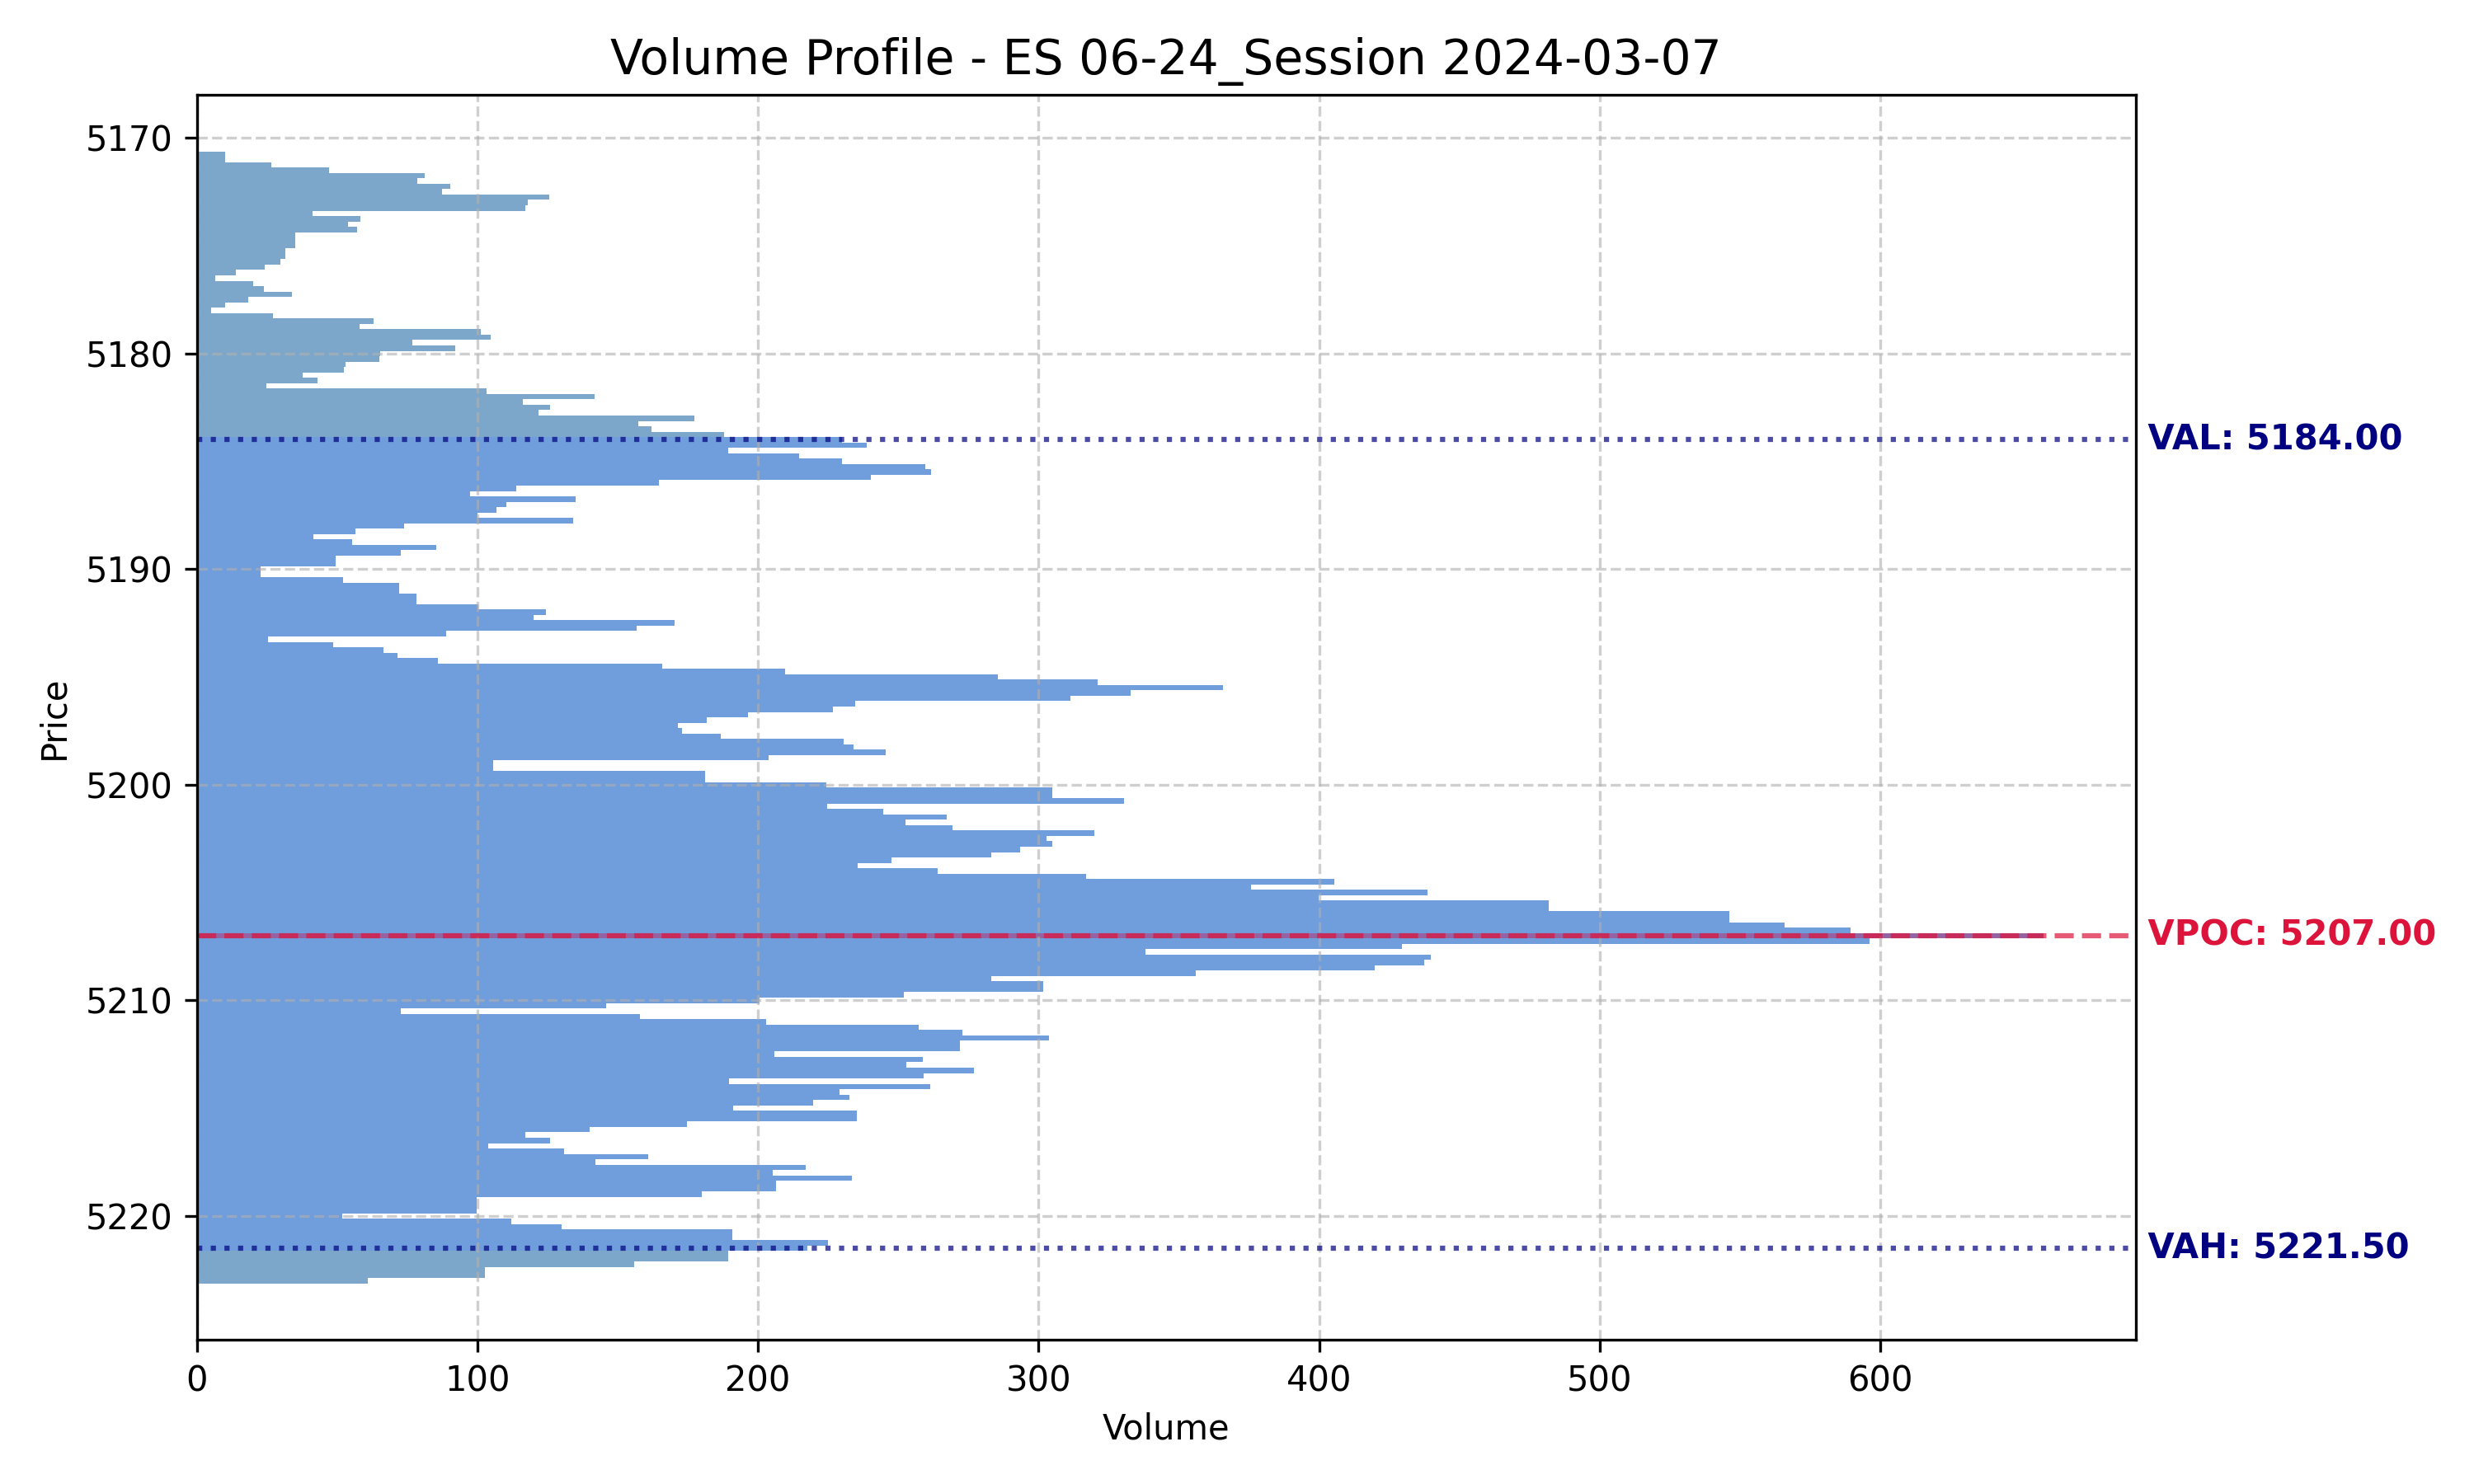 Volume Profile - ES 06-24_Session 2024-03-07
5170
5180
VAL: 5184.00
5190
Price
5200
VPOC: 5207.00
5210
5220
VAH: 5221.50
0 100 200 300 400 500 600
Volume